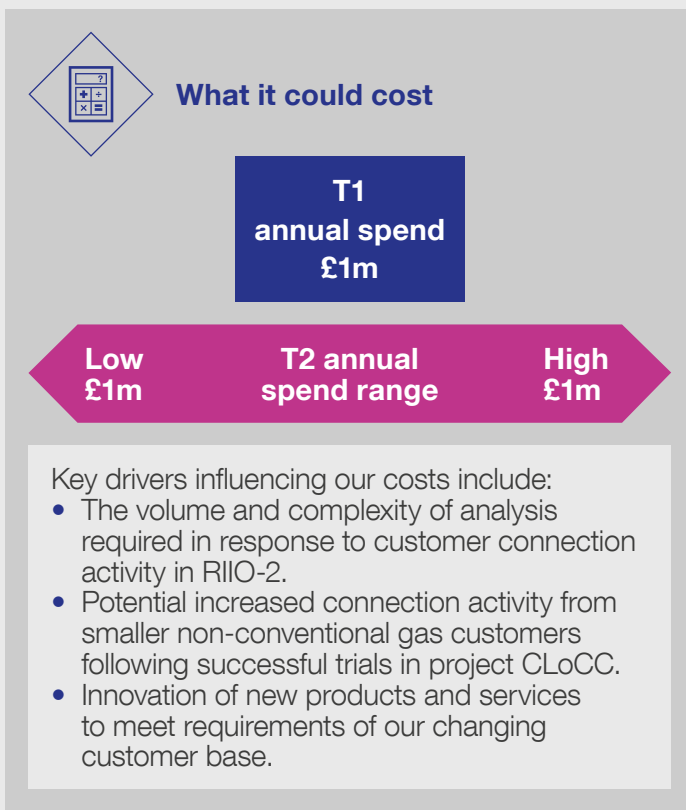 What it could cost
T1
annual spend
£1m
Low
£1m
T2 annual
spend range
High
£1m
Key drivers influencing our costs include:
• The volume and complexity of analysis
required in response to customer connection
activity in RIIO-2.
• Potential increased connection activity from
smaller non-conventional gas customers
following successful trials in project CLoCC.
• Innovation of new products and services
to meet requirements of our changing
customer base.